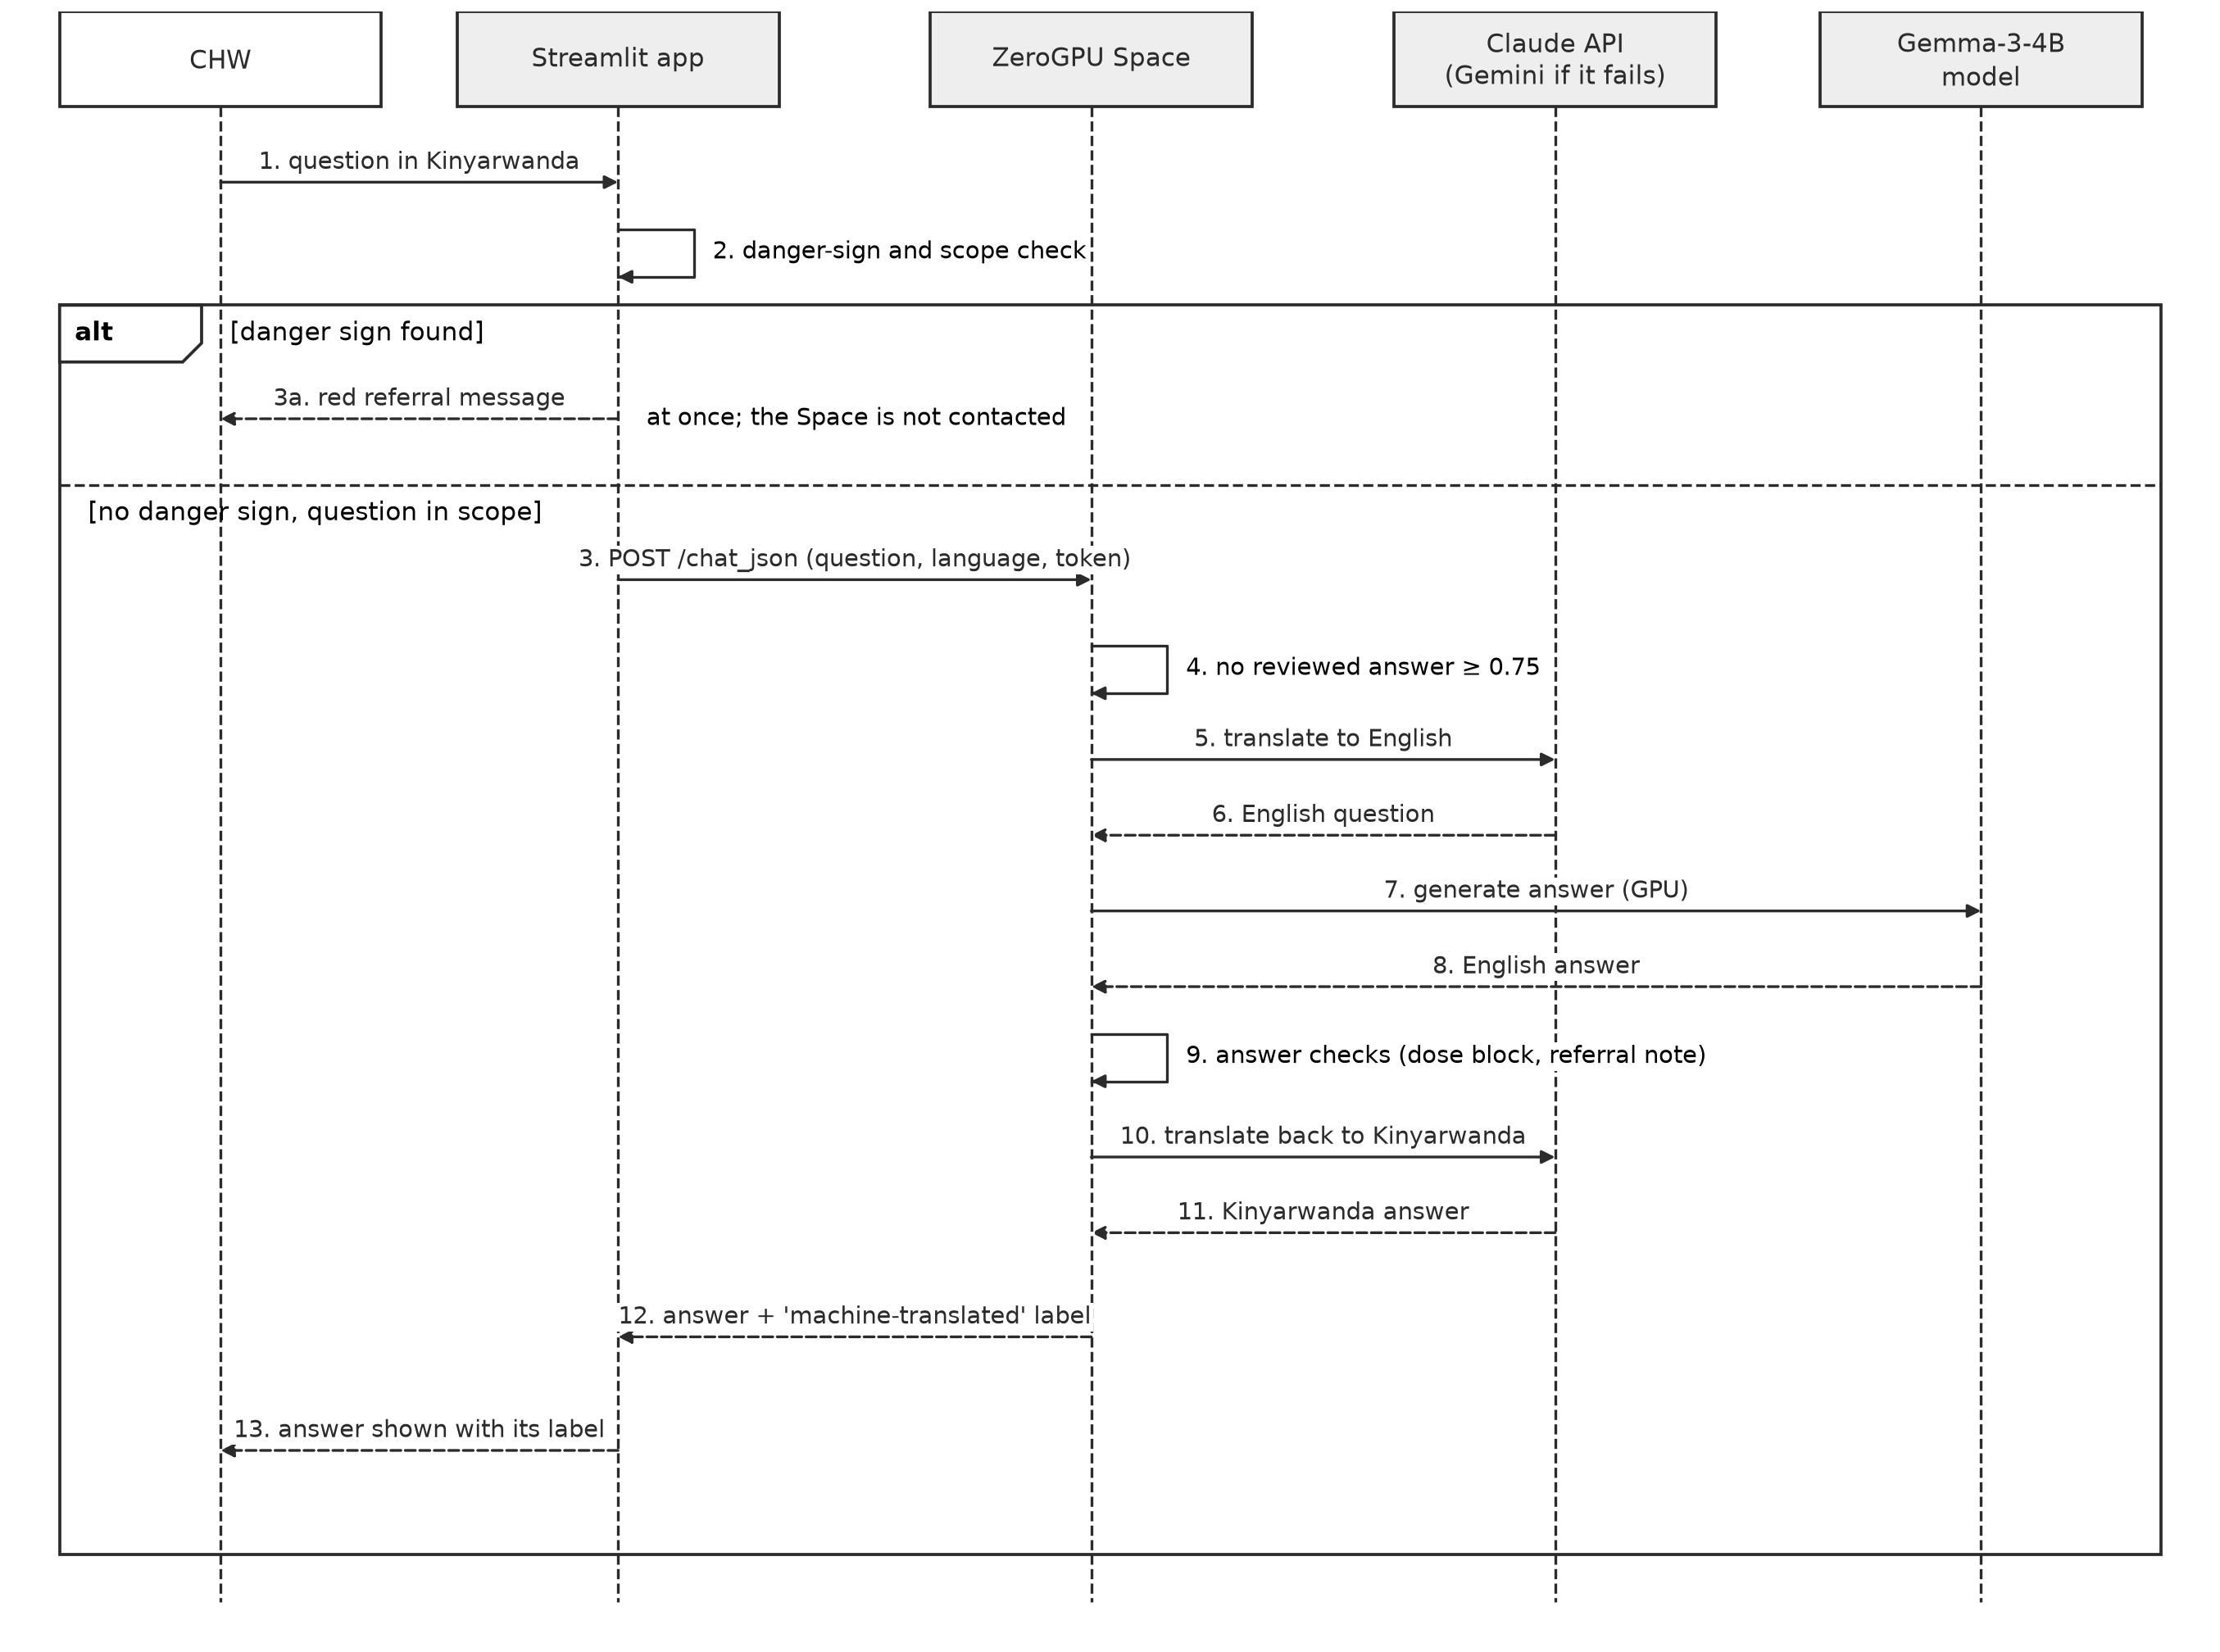 CHW
Streamlit app
ZeroGPU Space
Claude API
(Gemini if it fails)
Gemma-3-4B
model
1. question in Kinyarwanda
2. danger-sign and scope check
alt
[danger sign found]
3a. red referral message
at once; the Space is not contacted
[no danger sign, question in scope]
3. POST /chat_json (question, language, token)
4. no reviewed answer ≥ 0.75
5. translate to English
6. English question
7. generate answer (GPU)
8. English answer
9. answer checks (dose block, referral note)
10. translate back to Kinyarwanda
11. Kinyarwanda answer
12. answer + 'machine-translated' label
13. answer shown with its label